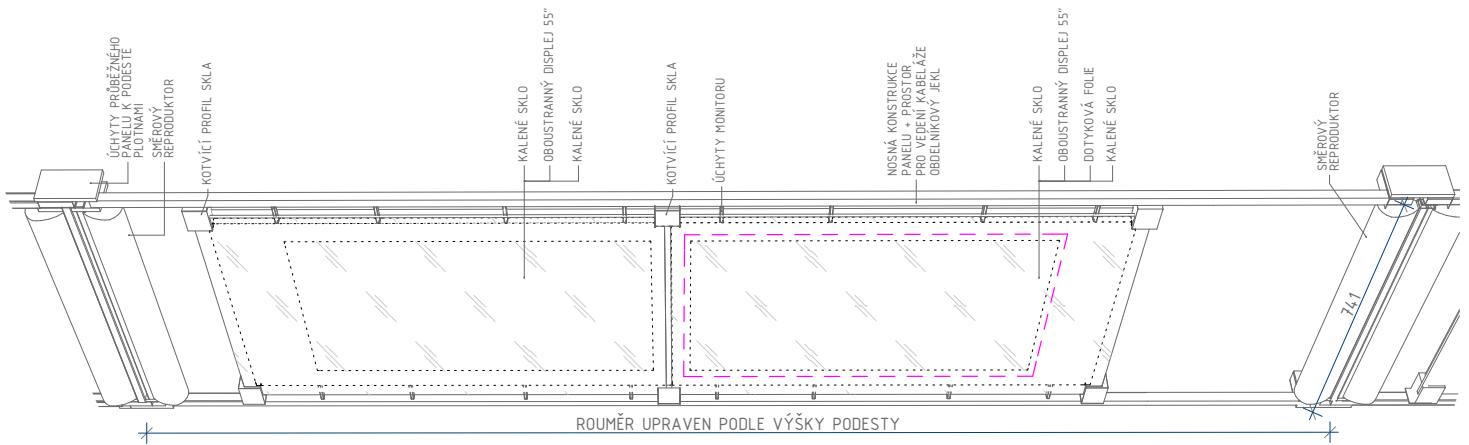 ÚCHYTY PRŮBĚŽNÉHO
PANELU K PODESTĚ
PLOTNAMI
SMĚROVÝ
REPRODUKTOR
KOTVÍCÍ PROFIL SKLA
KALENÉ SKLO
OBOUSTRANNÝ DISPLEJ 55"
KALENÉ SKLO
KOTVÍCÍ PROFIL SKLA
ÚCHYTY MONITORU
NOSNÁ KONSTRUKCE
PANELU + PROSTOR
PRO VEDENÍ KABELÁŽE
OBDELNÍKOVÝ JEKL
KALENÉ SKLO
OBOUSTRANNÝ DISPLEJ 55"
DOTYKOVÁ FOLIE
KALENÉ SKLO
SMĚROVÝ
REPRODUKTOR
741
ROUMĚR UPRAVEN PODLE VÝŠKY PODESTY